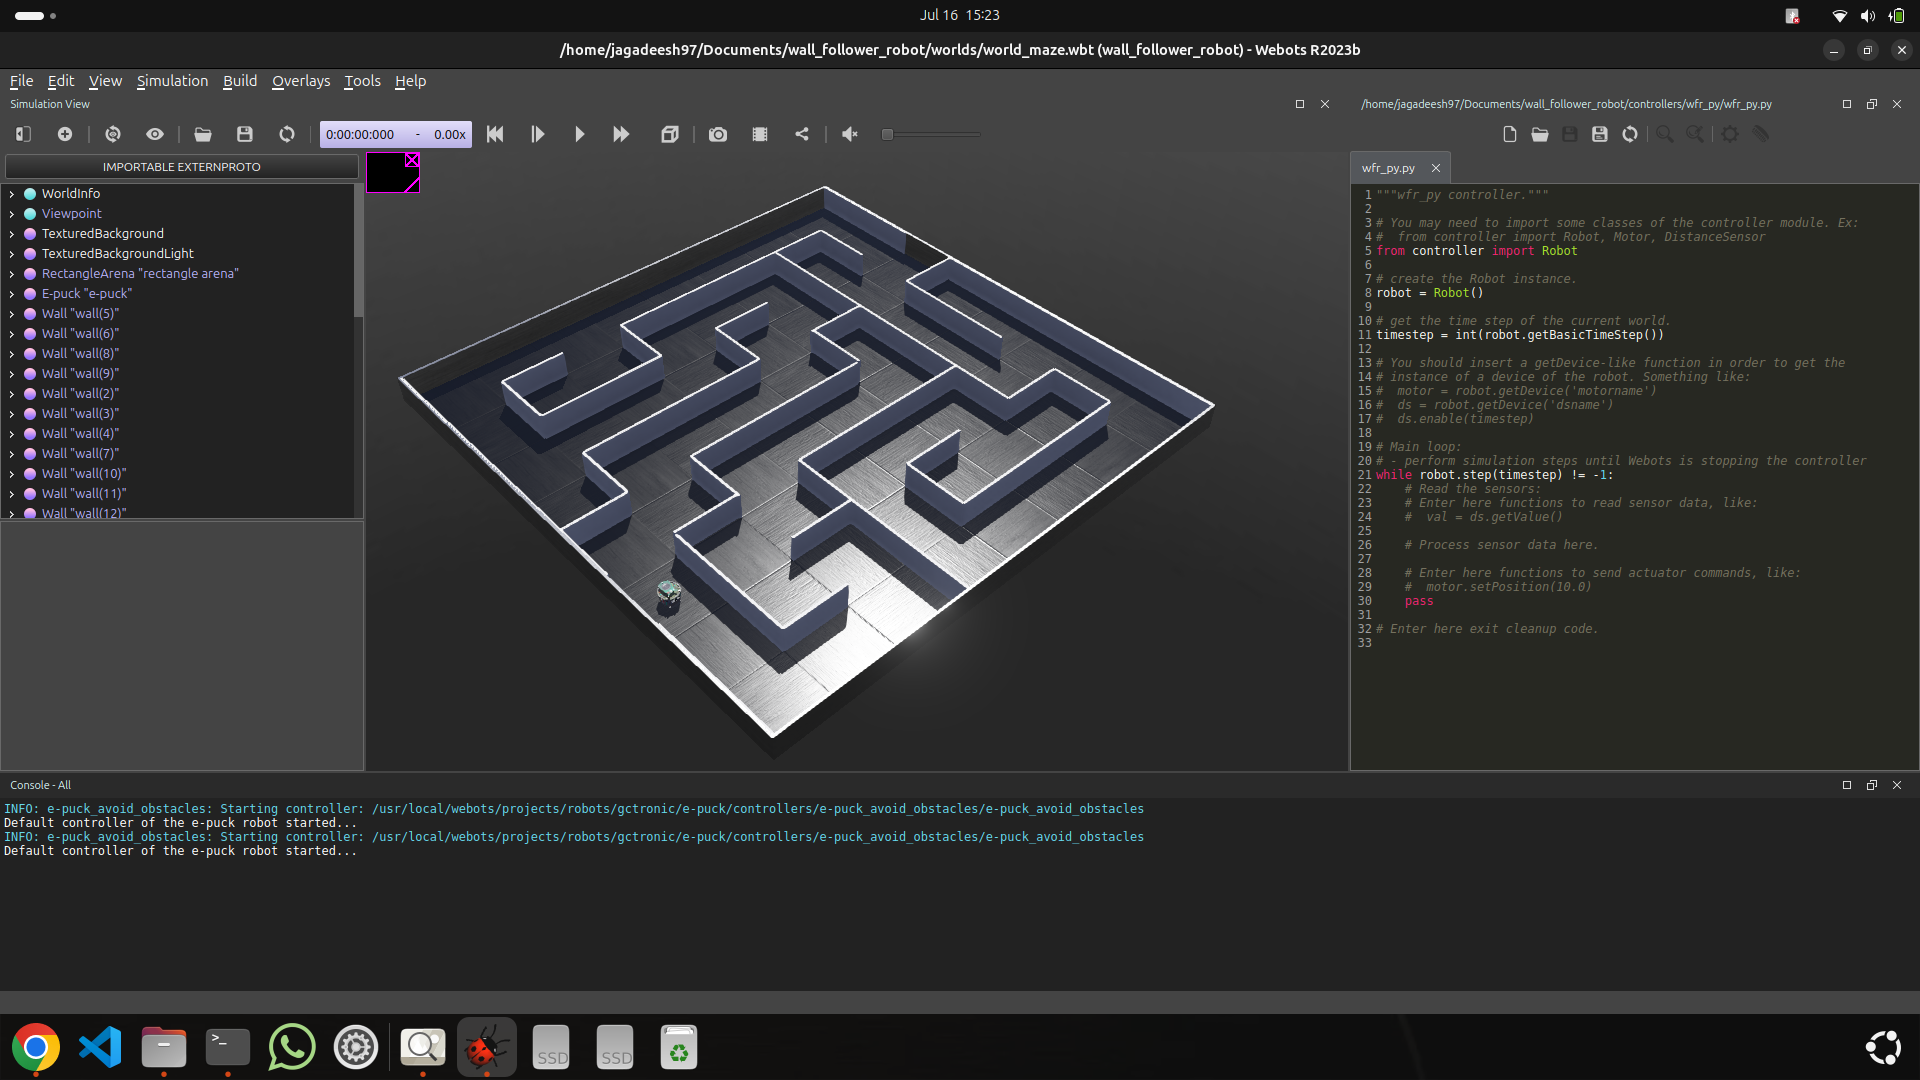 Jul 16 15:23
/home/jagadeesh97/Documents/wall_follower_robot/worlds/world_maze.wbt (wall_follower_robot) - Webots R2023b
File Edit View Simulation Build Overlays Tools Help
Simulation View
/home/jagadeesh97/Documents/wall_follower_robot/controllers/wfr_py/wfr_py.py
0:00:00:000 - 0.00x
IMPORTABLE EXTERNPROTO
WorldInfo
Viewpoint
TexturedBackground
TexturedBackgroundLight
RectangleArena "rectangle arena"
E-puck "e-puck"
Wall "wall(5)"
Wall "wall(6)"
Wall "wall(8)"
Wall "wall(9)"
Wall "wall(2)"
Wall "wall(3)"
Wall "wall(4)"
Wall "wall(7)"
Wall "wall(10)"
Wall "wall(11)"
Wall "wall(12)"
wfr_py.py
1 """wfr_py controller."""
2
3 # You may need to import some classes of the controller module. Ex:
4 #  from controller import Robot, Motor, DistanceSensor
5 from controller import Robot
6
7 # create the Robot instance.
8 robot = Robot()
9
10 # get the time step of the current world.
11 timestep = int(robot.getBasicTimeStep())
12
13 # You should insert a getDevice-like function in order to get the
14 # instance of a device of the robot. Something like:
15 #  motor = robot.getDevice('motorname')
16 #  ds = robot.getDevice('dsname')
17 #  ds.enable(timestep)
18
19 # Main loop:
20 # - perform simulation steps until Webots is stopping the controller
21 while robot.step(timestep) != -1:
22     # Read the sensors:
23     # Enter here functions to read sensor data, like:
24     #  val = ds.getValue()
25
26     # Process sensor data here.
27
28     # Enter here functions to send actuator commands, like:
29     #  motor.setPosition(10.0)
30     pass
31
32 # Enter here exit cleanup code.
33
Console - All
INFO: e-puck_avoid_obstacles: Starting controller: /usr/local/webots/projects/robots/gctronic/e-puck/controllers/e-puck_avoid_obstacles/e-puck_avoid_obstacles
Default controller of the e-puck robot started...
INFO: e-puck_avoid_obstacles: Starting controller: /usr/local/webots/projects/robots/gctronic/e-puck/controllers/e-puck_avoid_obstacles/e-puck_avoid_obstacles
Default controller of the e-puck robot started...
>_
SSD
SSD